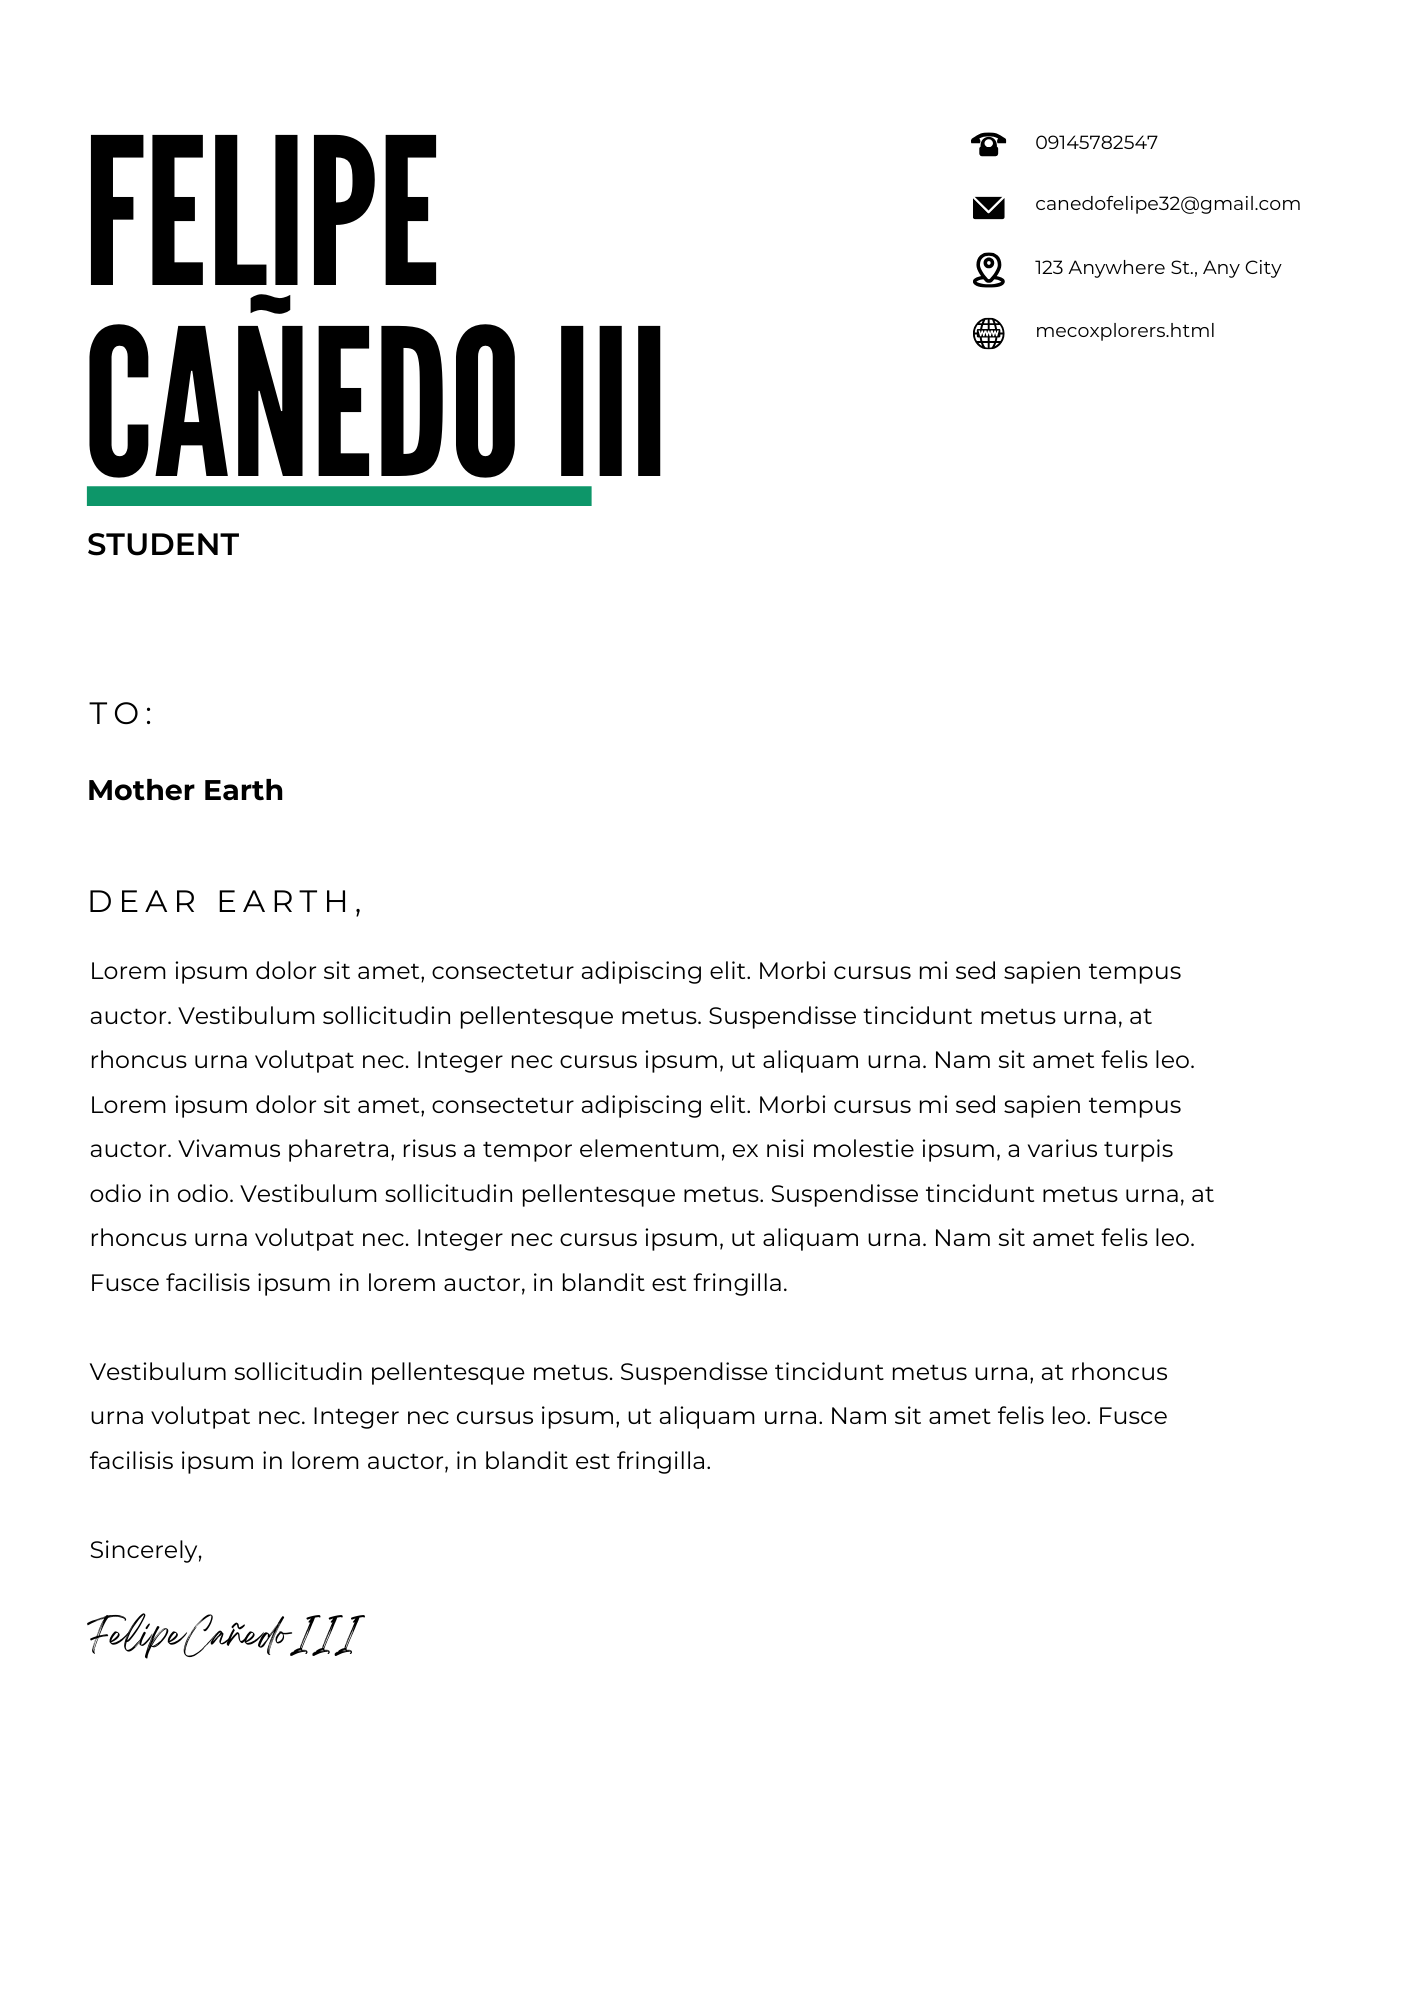 FELIPE
CAÑEDO III
STUDENT
09145782547
canedofelipe32@gmail.com
123 Anywhere St., Any City
mecoxplorers.html
TO:
Mother Earth
DEAR EARTH,
Lorem ipsum dolor sit amet, consectetur adipiscing elit. Morbi cursus mi sed sapien tempus
auctor. Vestibulum sollicitudin pellentesque metus. Suspendisse tincidunt metus urna, at
rhoncus urna volutpat nec. Integer nec cursus ipsum, ut aliquam urna. Nam sit amet felis leo.
Lorem ipsum dolor sit amet, consectetur adipiscing elit. Morbi cursus mi sed sapien tempus
auctor. Vivamus pharetra, risus a tempor elementum, ex nisi molestie ipsum, a varius turpis
odio in odio. Vestibulum sollicitudin pellentesque metus. Suspendisse tincidunt metus urna, at
rhoncus urna volutpat nec. Integer nec cursus ipsum, ut aliquam urna. Nam sit amet felis leo.
Fusce facilisis ipsum in lorem auctor, in blandit est fringilla.
Vestibulum sollicitudin pellentesque metus. Suspendisse tincidunt metus urna, at rhoncus
urna volutpat nec. Integer nec cursus ipsum, ut aliquam urna. Nam sit amet felis leo. Fusce
facilisis ipsum in lorem auctor, in blandit est fringilla.
Sincerely,
Felipe Cañedo III